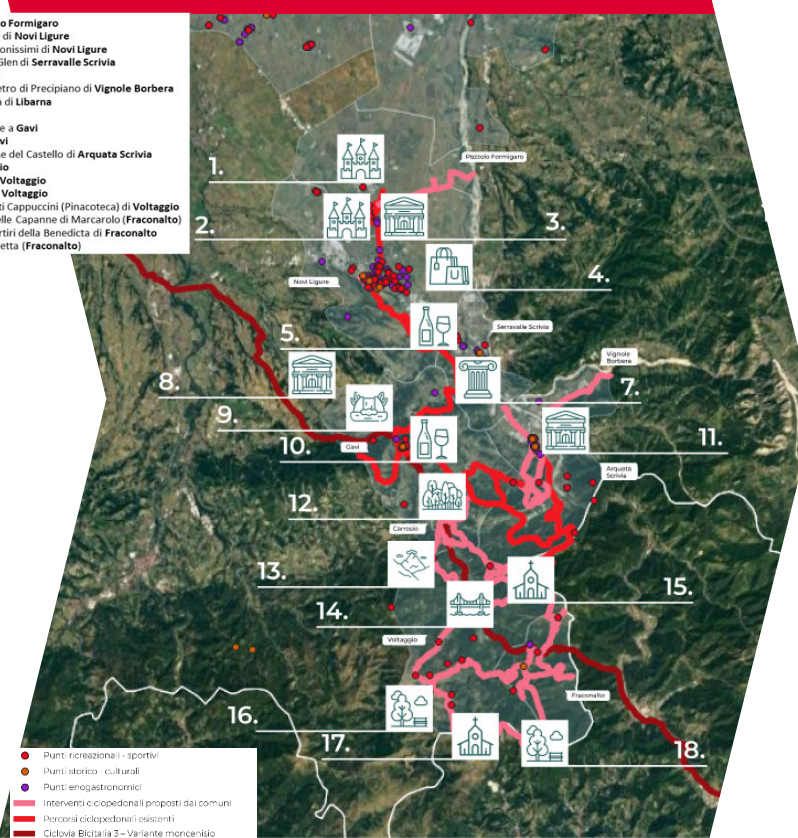 o Formigaro
di Novi Ligure
onissimi di Novi Ligure
Glen di Serravalle Scrivia
etro di Precipiano di Vignole Borbera
a di Libarna
e a Gavi
vi
e del Castello di Arquata Scrivia
io
Voltaggio
Voltaggio
ti Cappuccini (Pinacoteca) di Voltaggio
elle Capanne di Marcarolo (Fraconalto)
artiri della Benedicta di Fraconalto
etta (Fraconalto)
1.
Pozzolo Formigaro
2.
3.
4.
Novi Ligure
5.
Serravalle Scrivia
Vignole
Borbera
8.
7.
9.
10.
Gavi
11.
Arquata
Scrivia
12.
Carrosio
13.
14.
15.
Voltaggio
Fraconalto
16.
17.
18.
Punti ricreazionali - sportivi
Punti storico - culturali
Punti enogastronomici
Interventi ciclopedonali proposti dai comuni
Percorsi ciclopedonali esistenti
Ciclovia Bicitalia 3 – Variante moncenisio